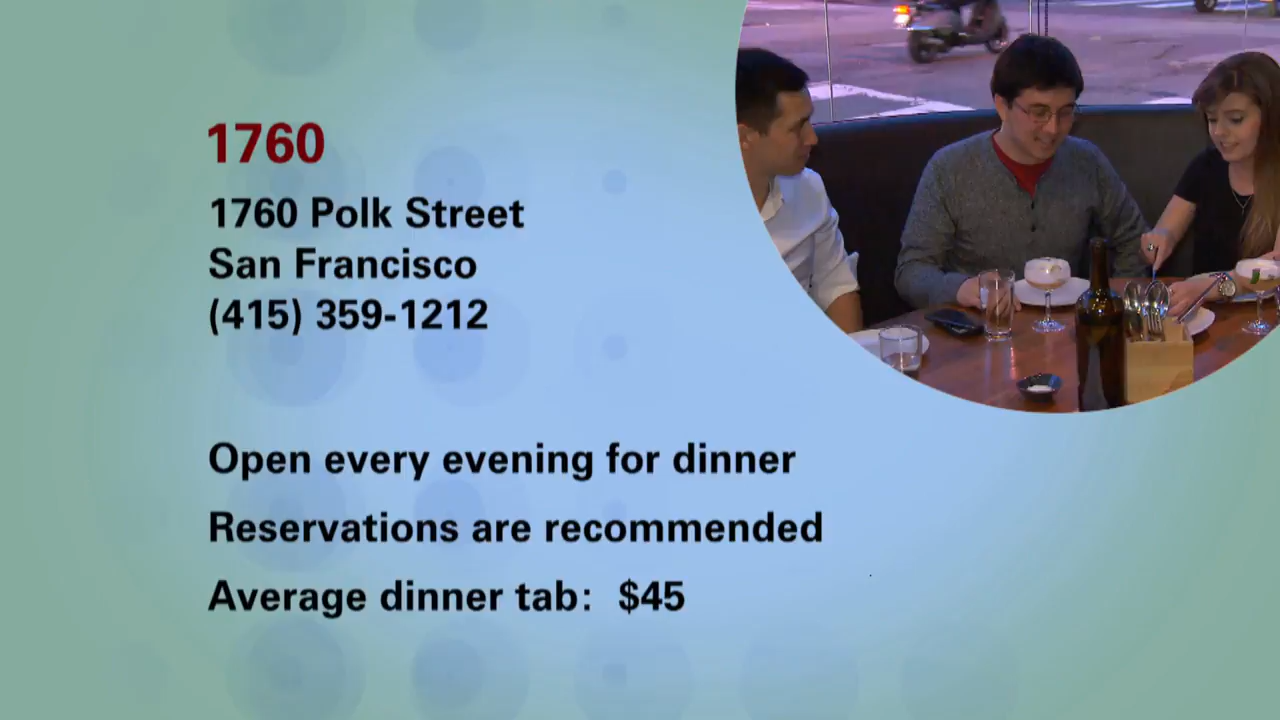 1760
1760 Polk Street
San Francisco
(415) 359-1212
Open every evening for dinner
Reservations are recommended
Average dinner tab: $45